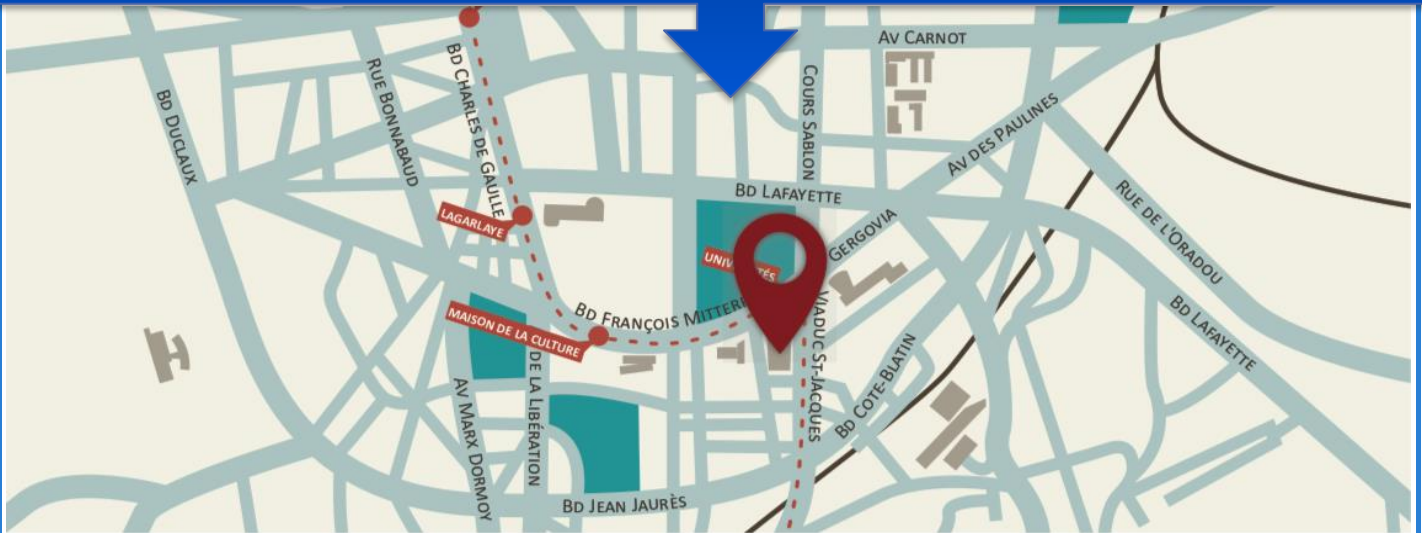 AV CARNOT
BD CHARLES DE GAULLE
RUE BONNABAUD
BD DUCLAUX
COURS SABLON
AV DES PAULINES
BD LAFAYETTE
RUE DE L'ORADOU
LAGARLAYE
GERGOVIA
BD FRANÇOIS MITTER
MAISON DE LA CULTURE
VIADUC ST-JACQUES
BD LAFAYETTE
BD COTE-BLATIN
DE LA LIBÉRATION
AV MARX DORMOY
BD JEAN JAURÈS